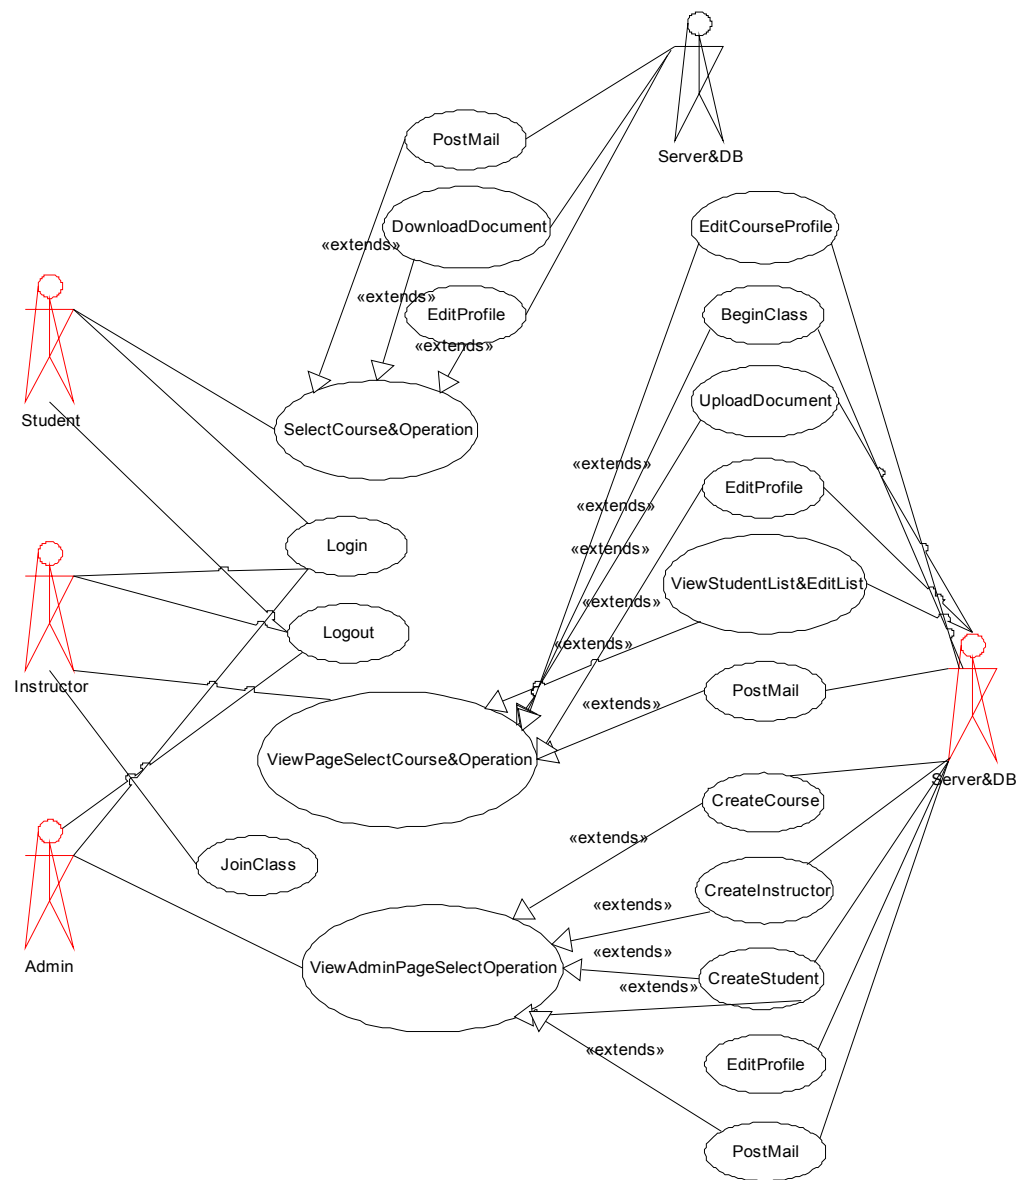 PostMail
Server&DB
DownloadDocument
EditCourseProfile
«extends»
«extends»
EditProfile
BeginClass
«extends»
Student
SelectCourse&Operation
UploadDocument
«extends»
EditProfile
«extends»
Login
«extends»
ViewStudentList&EditList
«extends»
Logout
«extends»
Instructor
PostMail
«extends»
ViewPageSelectCourse&Operation
Server&DB
CreateCourse
«extends»
JoinClass
CreateInstructor
«extends»
«extends»
Admin
ViewAdminPageSelectOperation
CreateStudent
«extends»
«extends»
EditProfile
PostMail